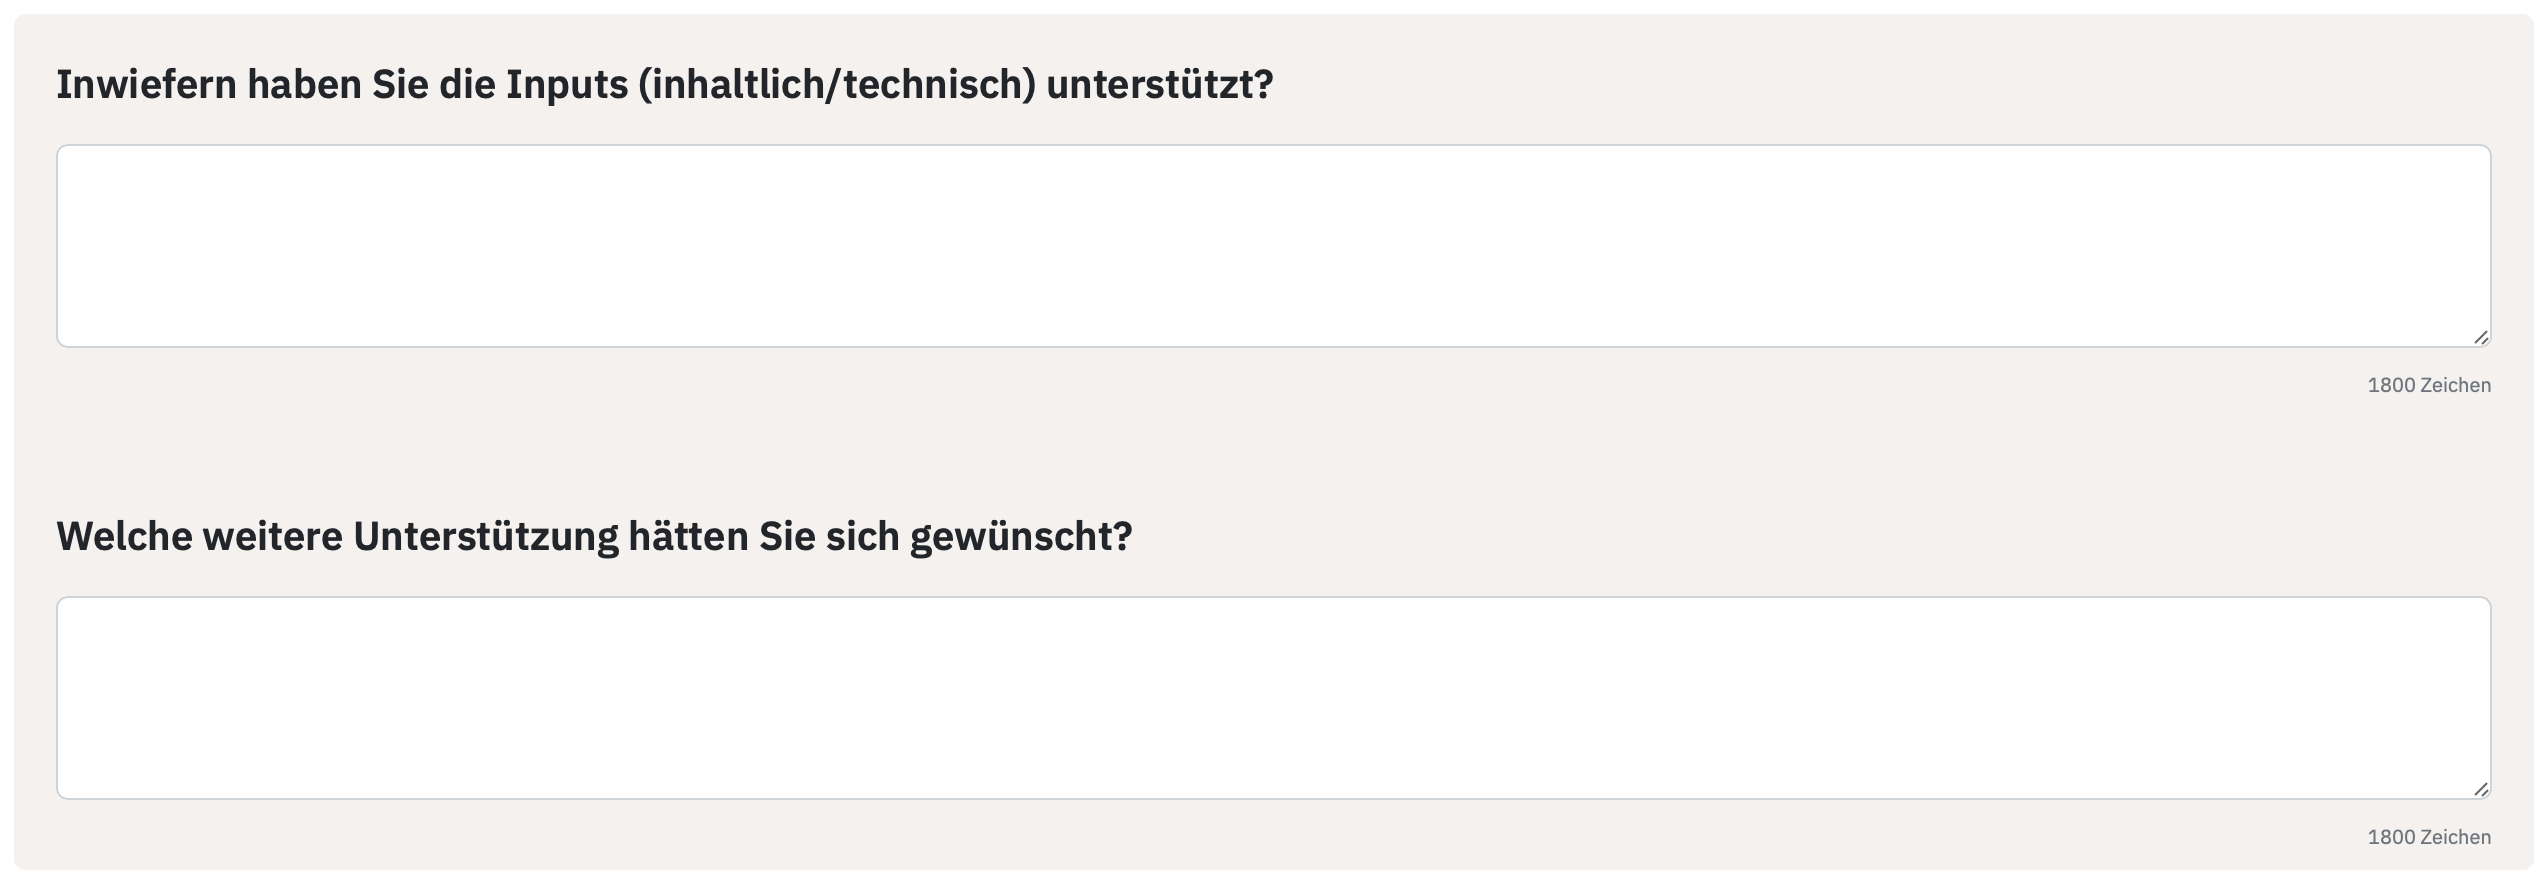 Inwiefern haben Sie die Inputs (inhaltlich/technisch) unterstützt?
1800 Zeichen
Welche weitere Unterstützung hätten Sie sich gewünscht?
1800 Zeichen